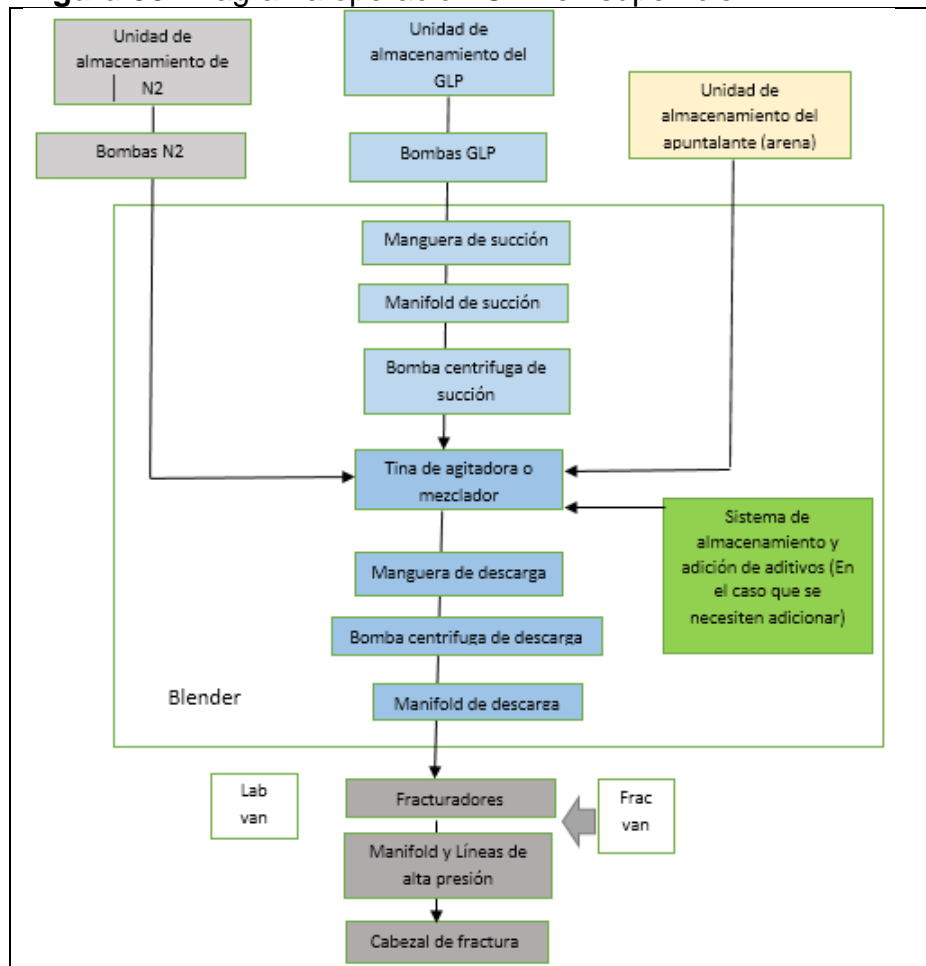 Unidad de
almacenamiento de
N2
Unidad de
almacenamiento del
GLP
Unidad de
almacenamiento del
apuntalante (arena)
Bombas N2
Bombas GLP
Manguera de succión
Manifold de succión
Bomba centrifuga de
succión
Tina de agitadora o
mezclador
Sistema de
almacenamiento y
adición de aditivos (En
el caso que se
necesiten adicionar)
Manguera de descarga
Bomba centrifuga de descarga
Manifold de descarga
Blender
Lab
van
Fracturadores
Frac
van
Manifold y Líneas de
alta presión
Cabezal de fractura